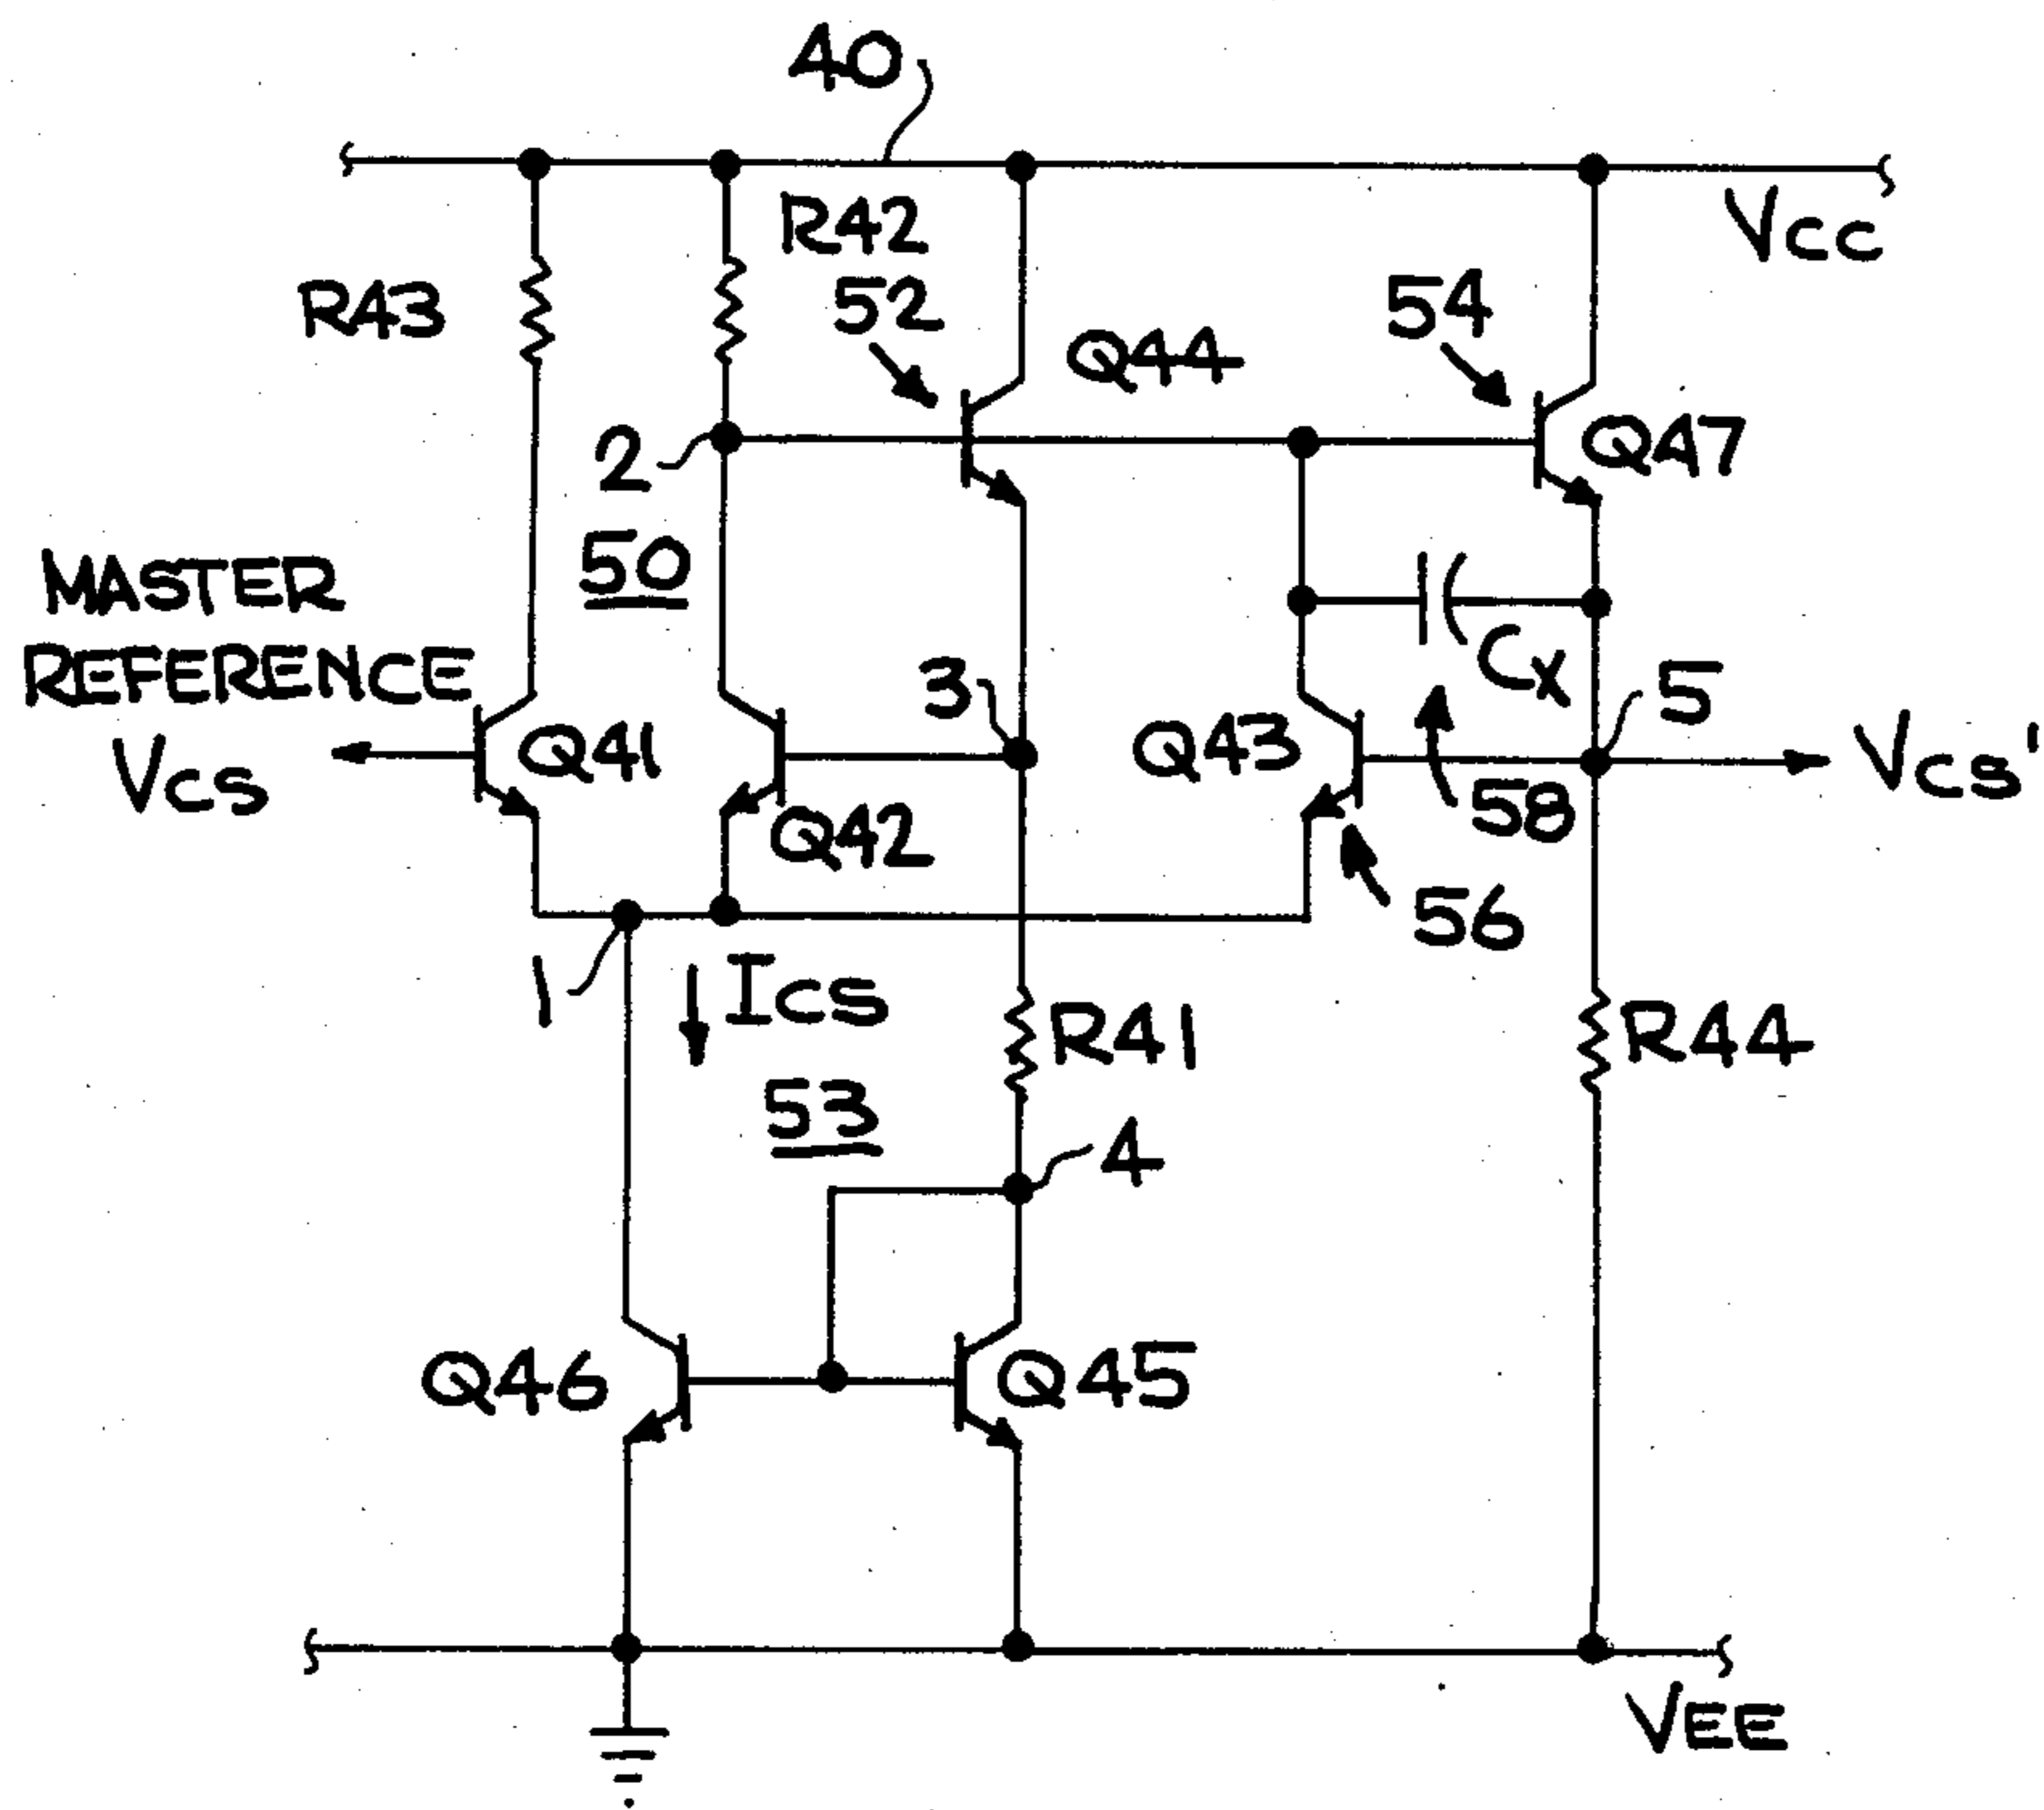 40
VCC
R43
R42
52
Q44
54
Q47
2
50
MASTER
REFERENCE
VCS
Q41
Q42
3
Q43
CX
5
58
VCS'
56
1
ICS
R41
R44
53
4
Q46
Q45
VEE